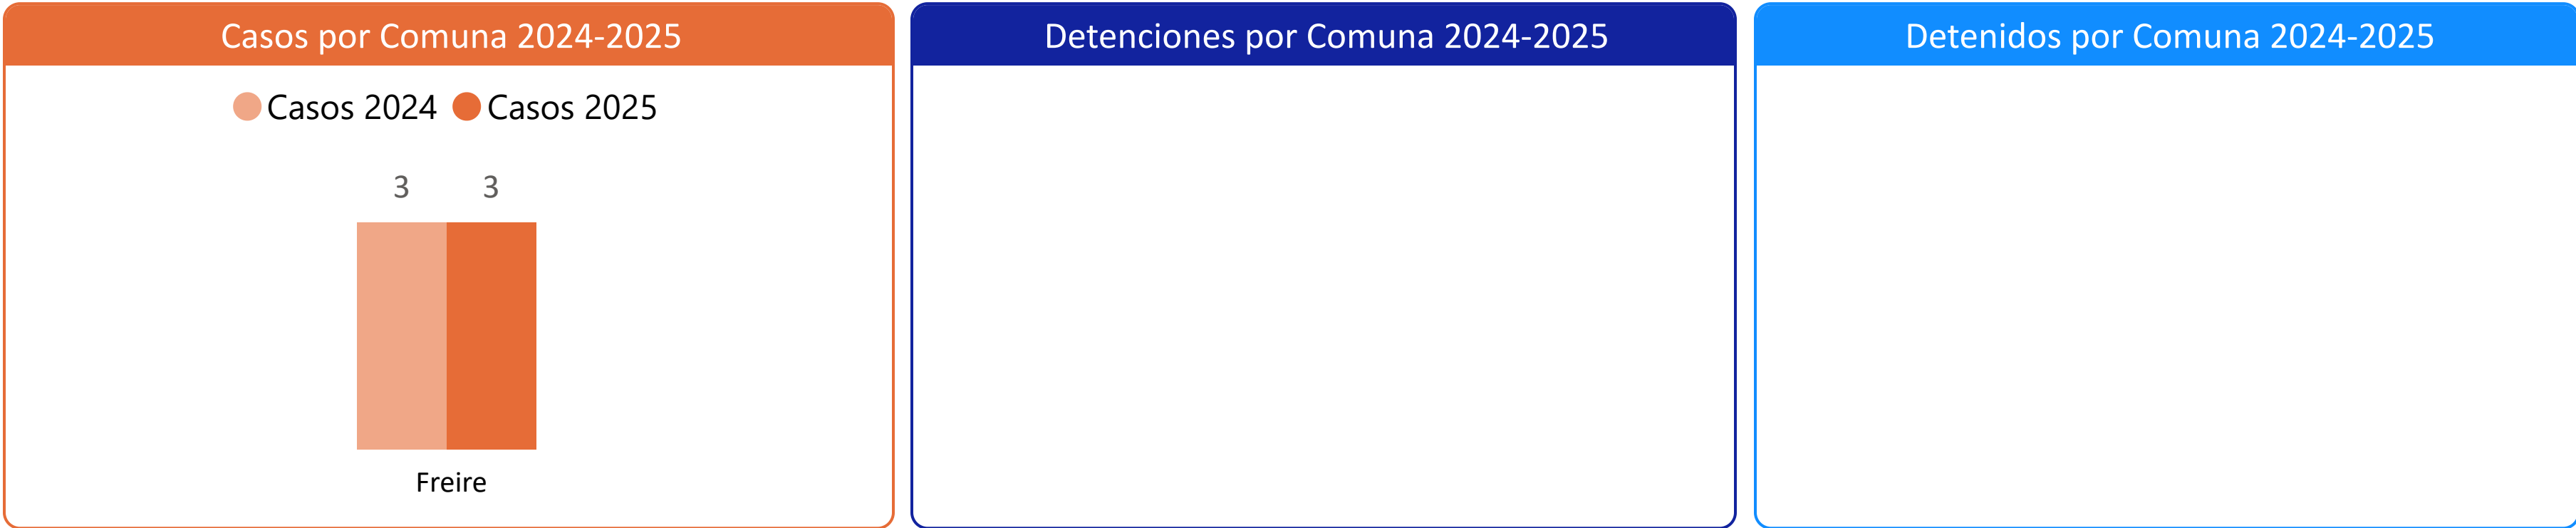 Casos por Comuna 2024-2025
Casos 2024 Casos 2025
3 3
Freire
Detenciones por Comuna 2024-2025
Detenidos por Comuna 2024-2025